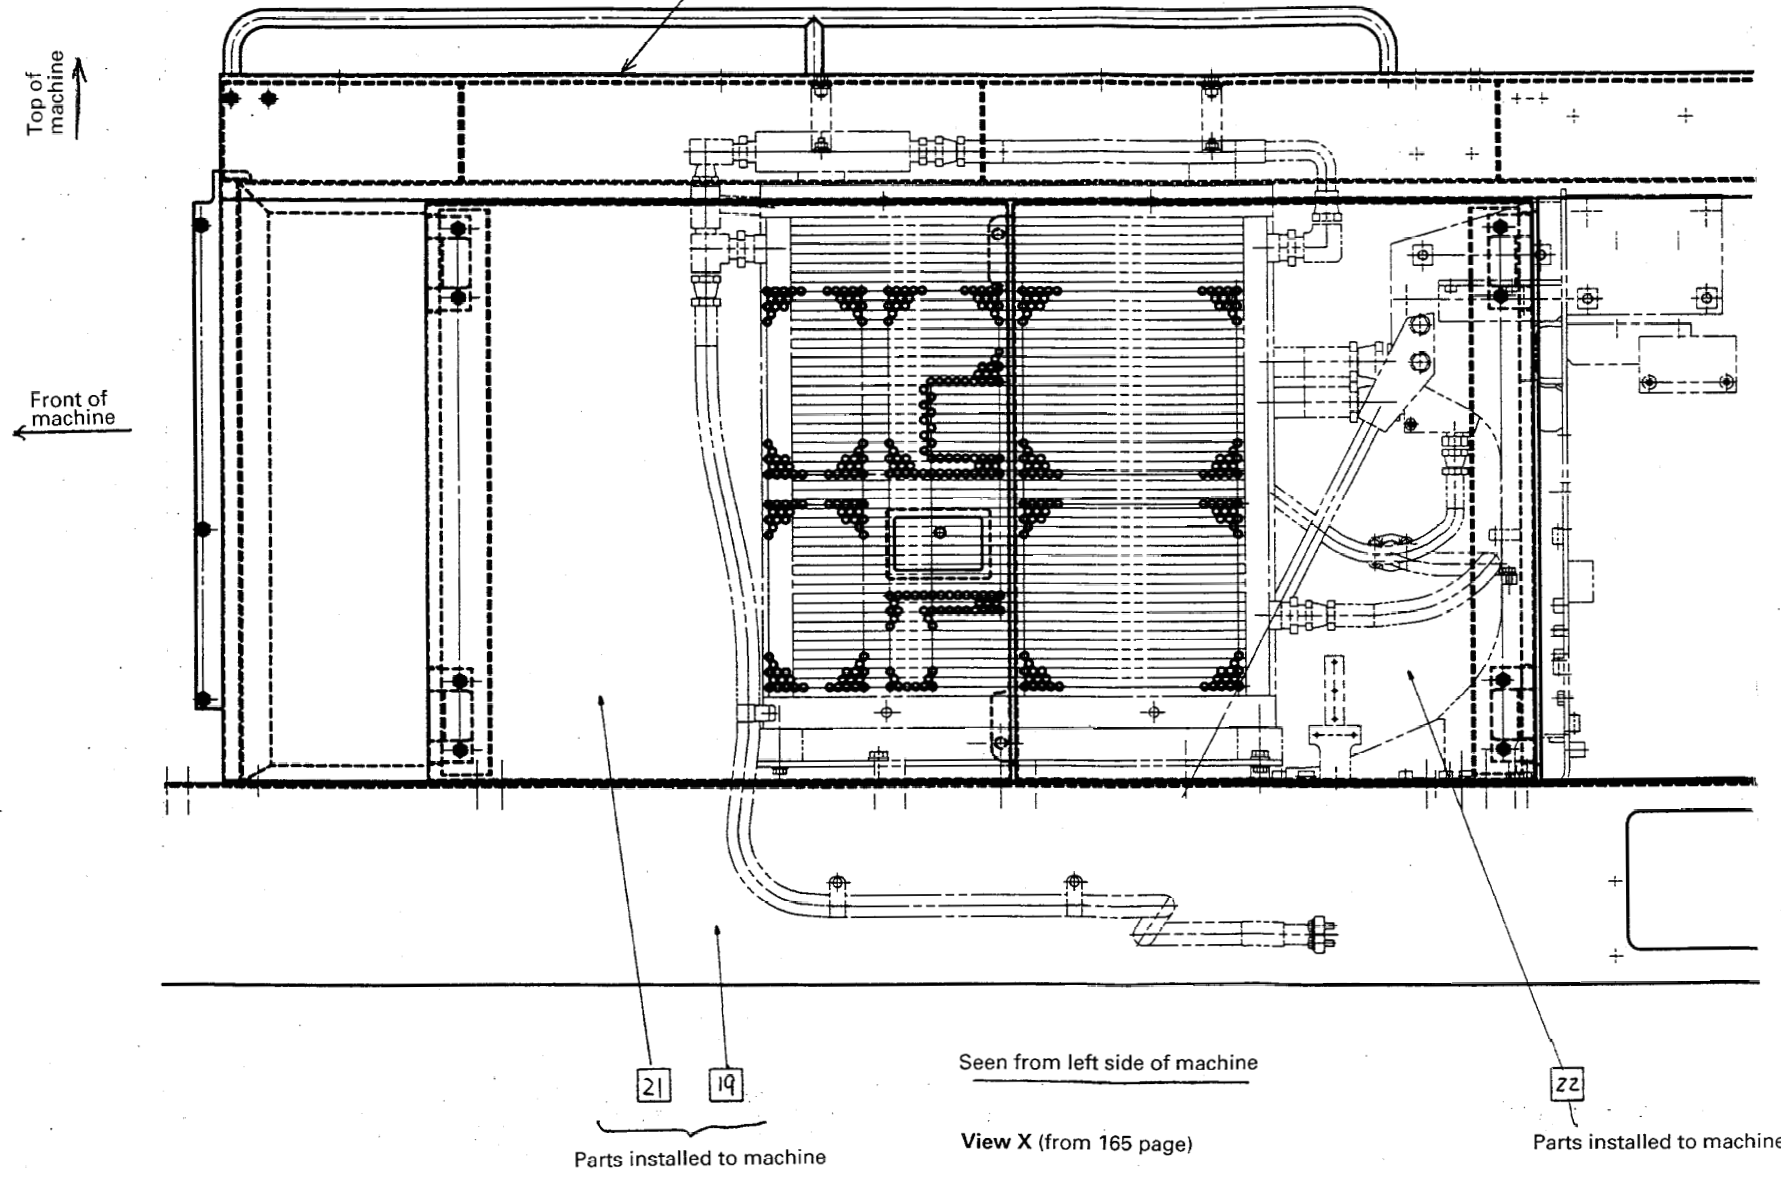 Top of
machine
Front of
machine
21
19
22
Seen from left side of machine
View X (from 165 page)
Parts installed to machine
Parts installed to machine